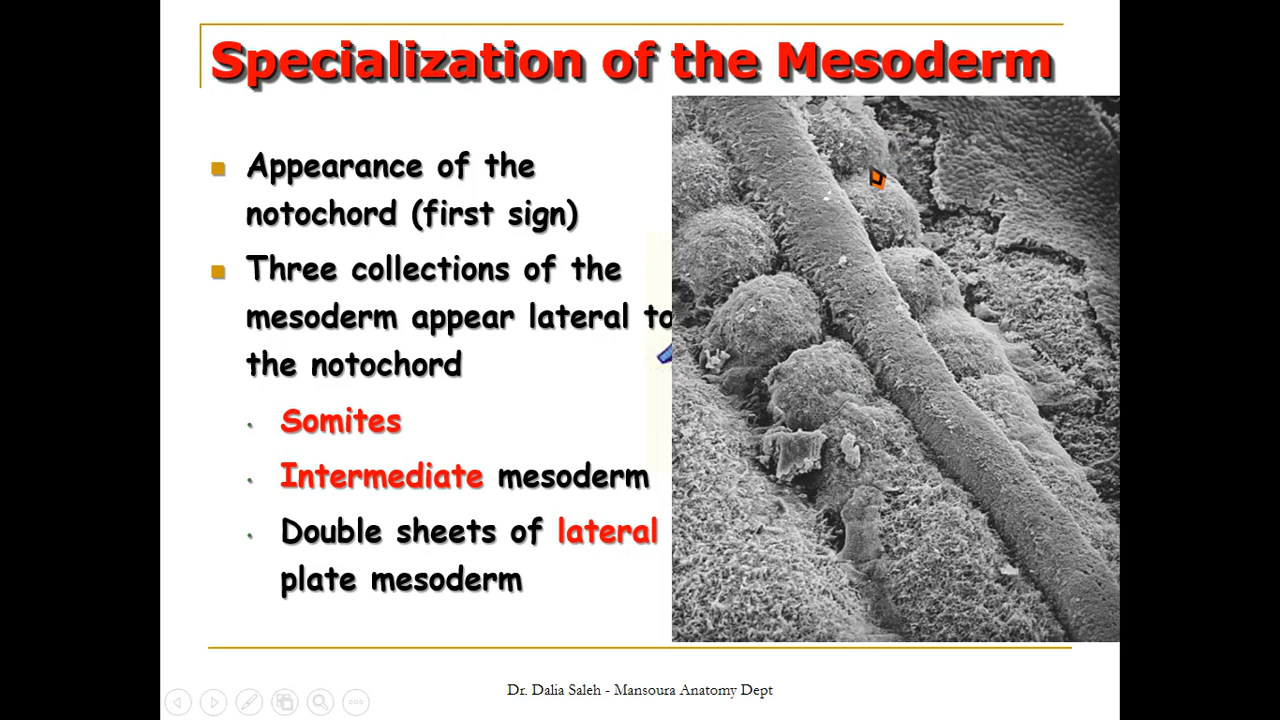 Specialization of the Mesoderm
Appearance of the
notochord (first sign)
Three collections of the
mesoderm appear lateral to
the notochord
Somites
Intermediate mesoderm
Double sheets of lateral
plate mesoderm
Dr. Dalia Saleh - Mansoura Anatomy Dept